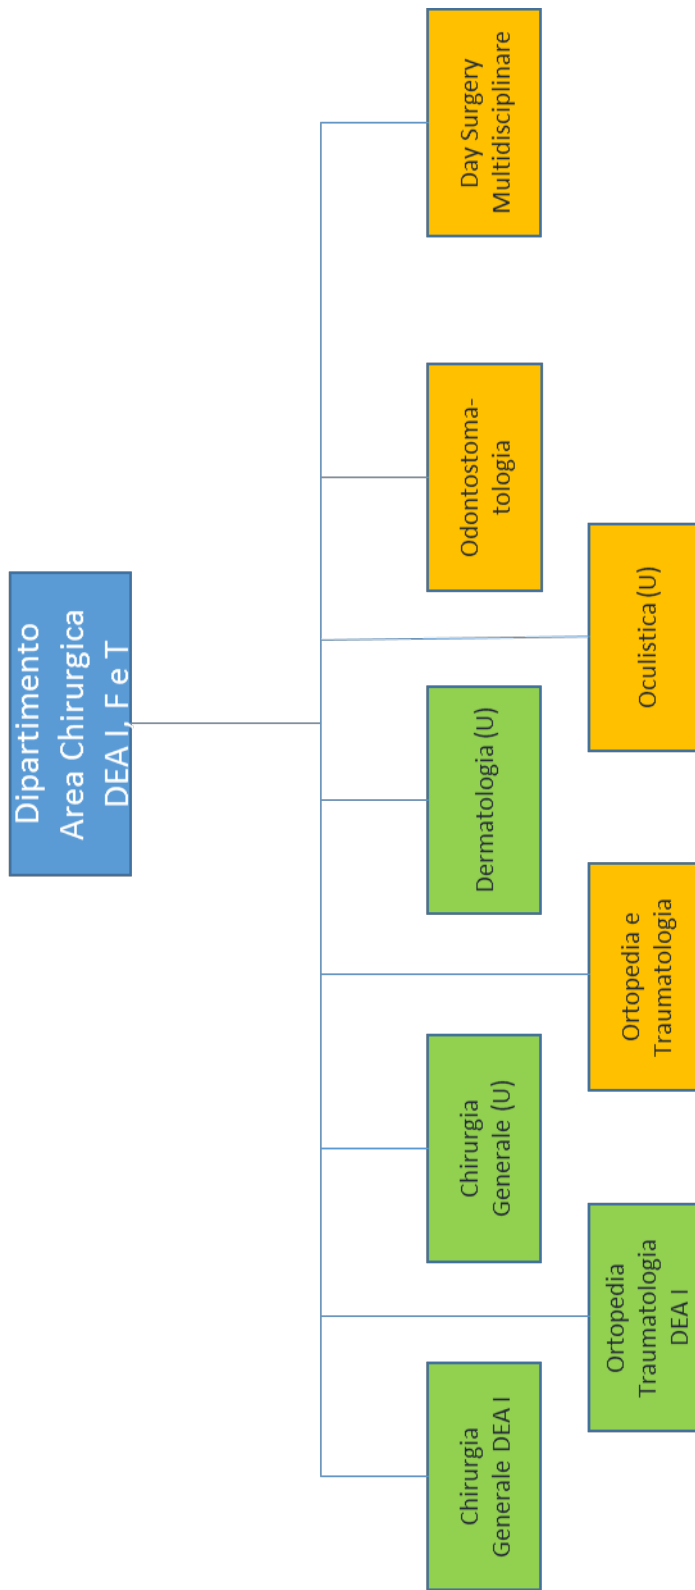 Dipartimento
Area Chirurgica
DEA I, F e T
Chirurgia
Generale DEA I
Chirurgia
Generale (U)
Dermatologia (U)
Odontostoma-
tologia
Day Surgery
Multidisciplinare
Ortopedia
Traumatologia
DEA I
Ortopedia e
Traumatologia
Oculistica (U)